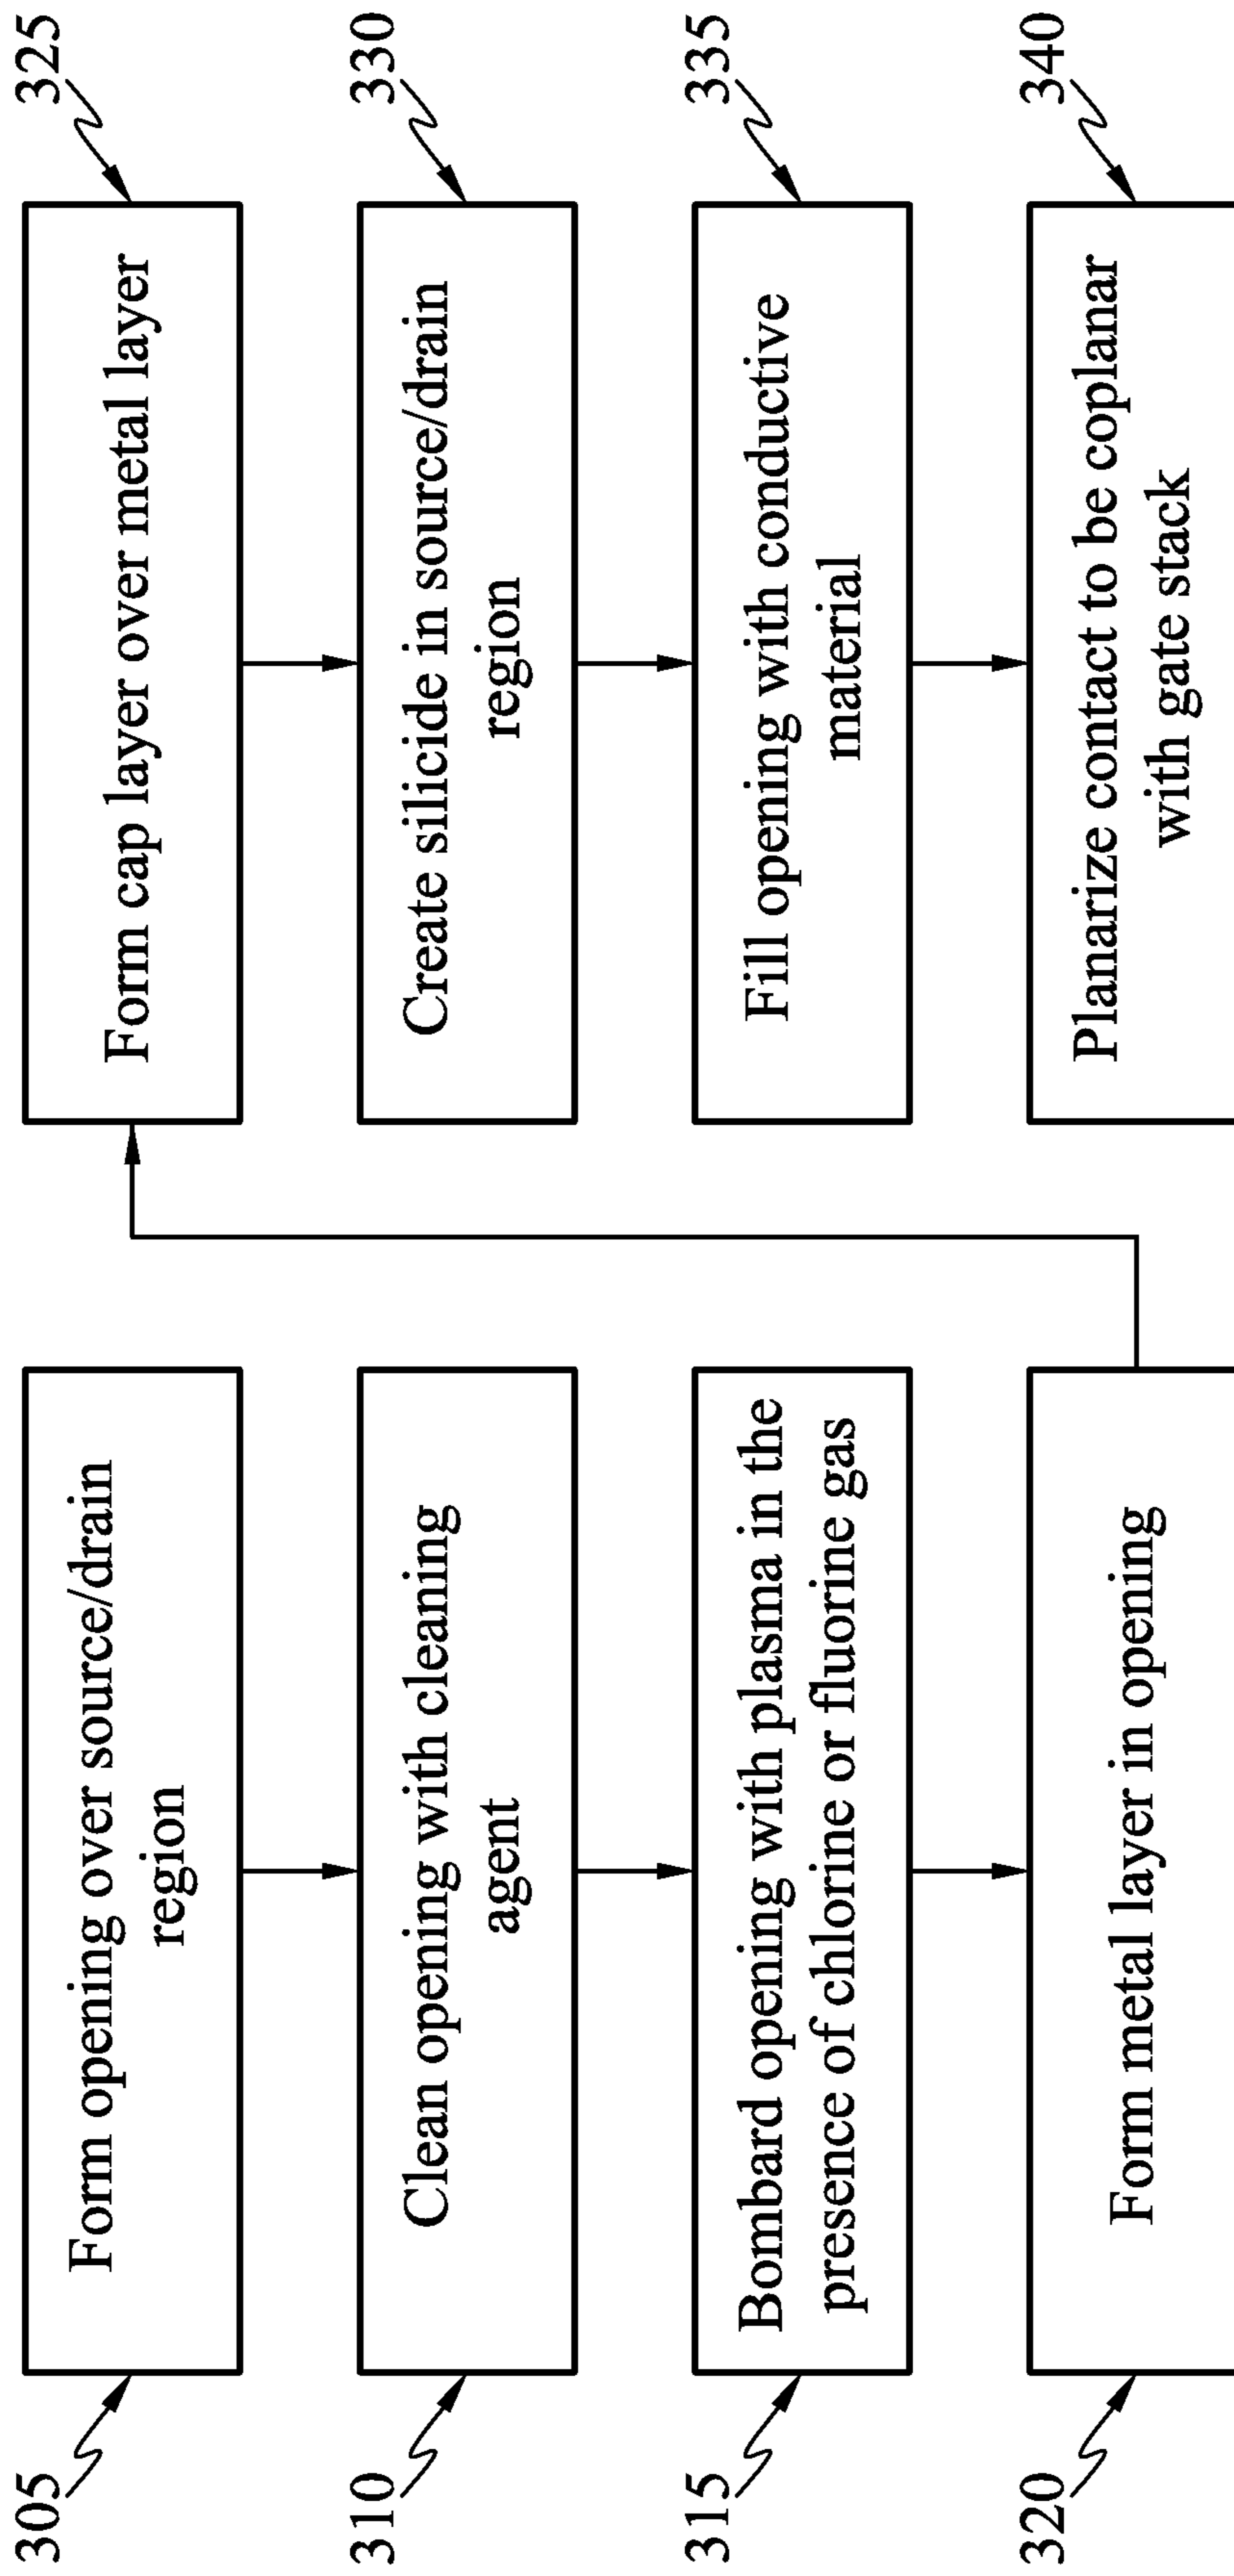 305
Form opening over source/drain
region
310
Clean opening with cleaning
agent
315
Bombard opening with plasma in the
presence of chlorine or fluorine gas
320
Form metal layer in opening
325
Form cap layer over metal layer
330
Create silicide in source/drain
region
335
Fill opening with conductive
material
340
Planarize contact to be coplanar
with gate stack